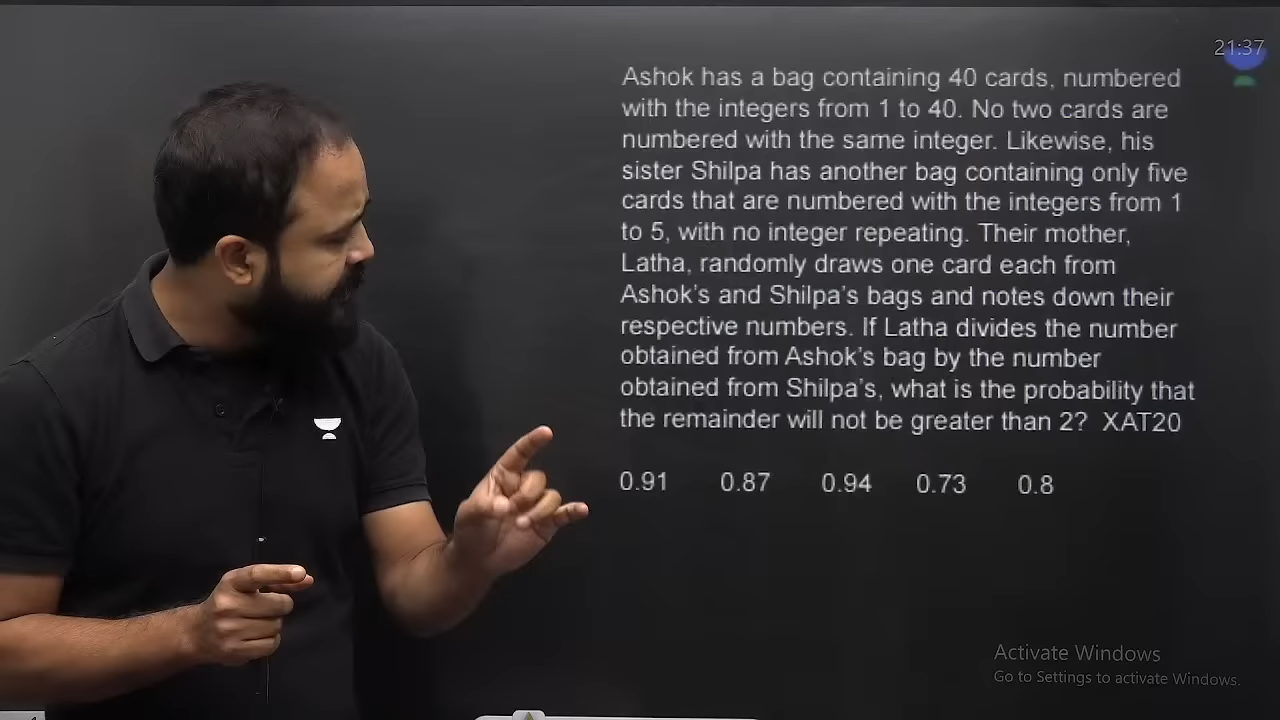 21:37
Ashok has a bag containing 40 cards, numbered
with the integers from 1 to 40. No two cards are
numbered with the same integer. Likewise, his
sister Shilpa has another bag containing only five
cards that are numbered with the integers from 1
to 5, with no integer repeating. Their mother,
Latha, randomly draws one card each from
Ashok’s and Shilpa’s bags and notes down their
respective numbers. If Latha divides the number
obtained from Ashok’s bag by the number
obtained from Shilpa’s, what is the probability that
the remainder will not be greater than 2? XAT20
0.91 0.87 0.94 0.73 0.8
Activate Windows
Go to Settings to activate Windows.